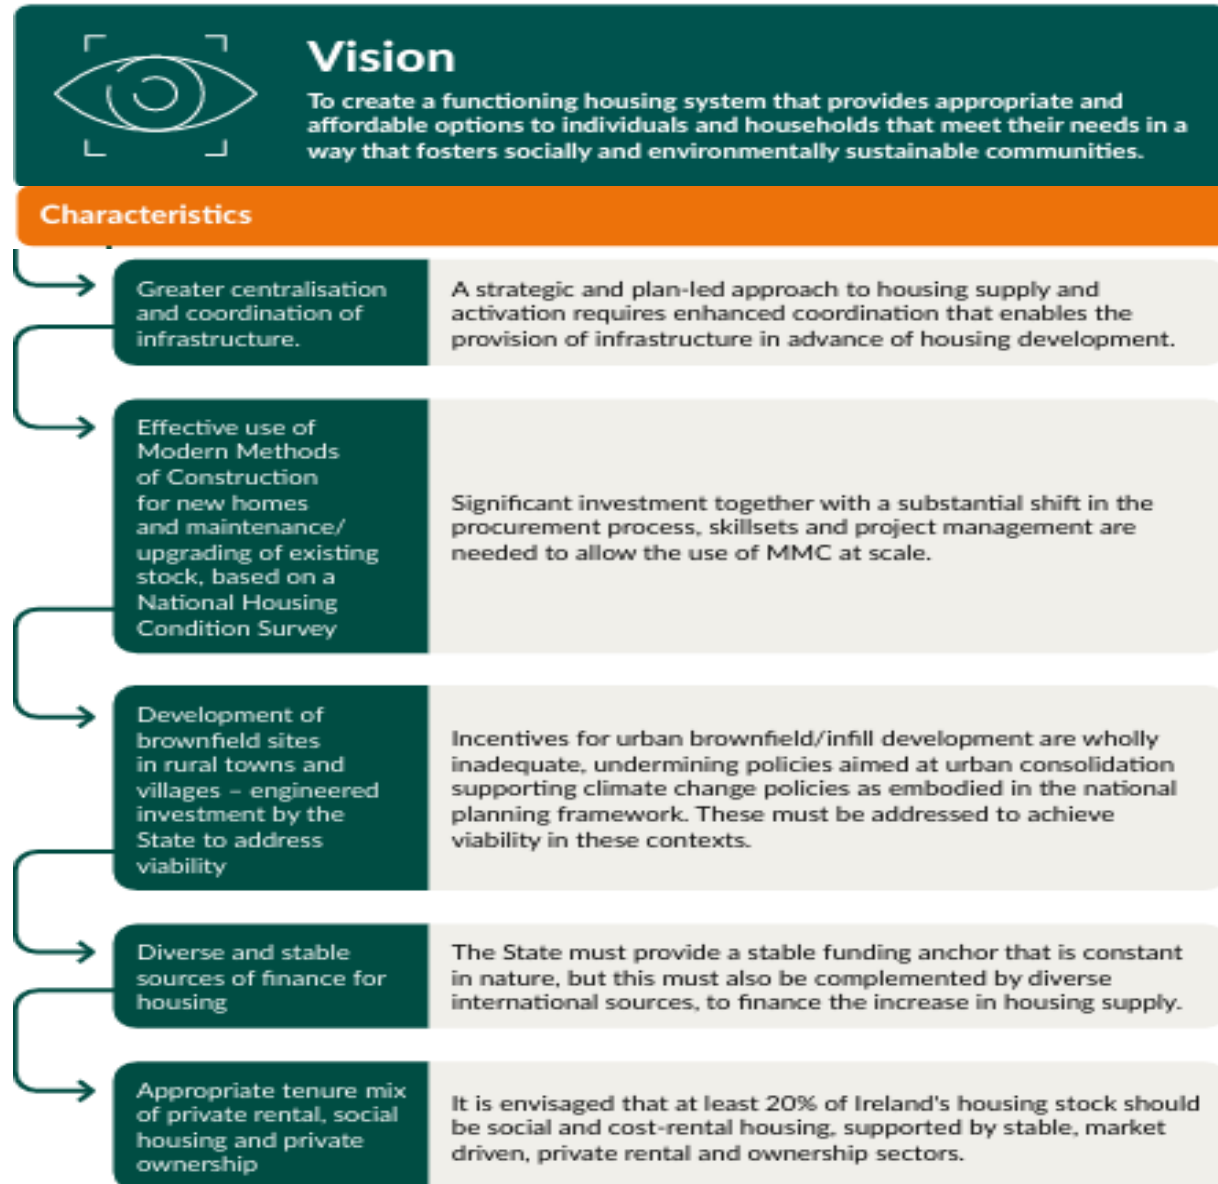 Vision
To create a functioning housing system that provides appropriate and
affordable options to individuals and households that meet their needs in a
way that fosters socially and environmentally sustainable communities.
Characteristics
Greater centralisation
and coordination of
infrastructure.
A strategic and plan-led approach to housing supply and
activation requires enhanced coordination that enables the
provision of infrastructure in advance of housing development.
Effective use of
Modern Methods
of Construction
for new homes
and maintenance/
upgrading of existing
stock, based on a
National Housing
Condition Survey
Significant investment together with a substantial shift in the
procurement process, skillsets and project management are
needed to allow the use of MMC at scale.
Development of
brownfield sites
in rural towns and
villages – engineered
investment by the
State to address
viability
Incentives for urban brownfield/infill development are wholly
inadequate, undermining policies aimed at urban consolidation
supporting climate change policies as embodied in the national
planning framework. These must be addressed to achieve
viability in these contexts.
Diverse and stable
sources of finance for
housing
The State must provide a stable funding anchor that is constant
in nature, but this must also be complemented by diverse
international sources, to finance the increase in housing supply.
Appropriate tenure mix
of private rental, social
housing and private
ownership
It is envisaged that at least 20% of Ireland's housing stock should
be social and cost-rental housing, supported by stable, market
driven, private rental and ownership sectors.